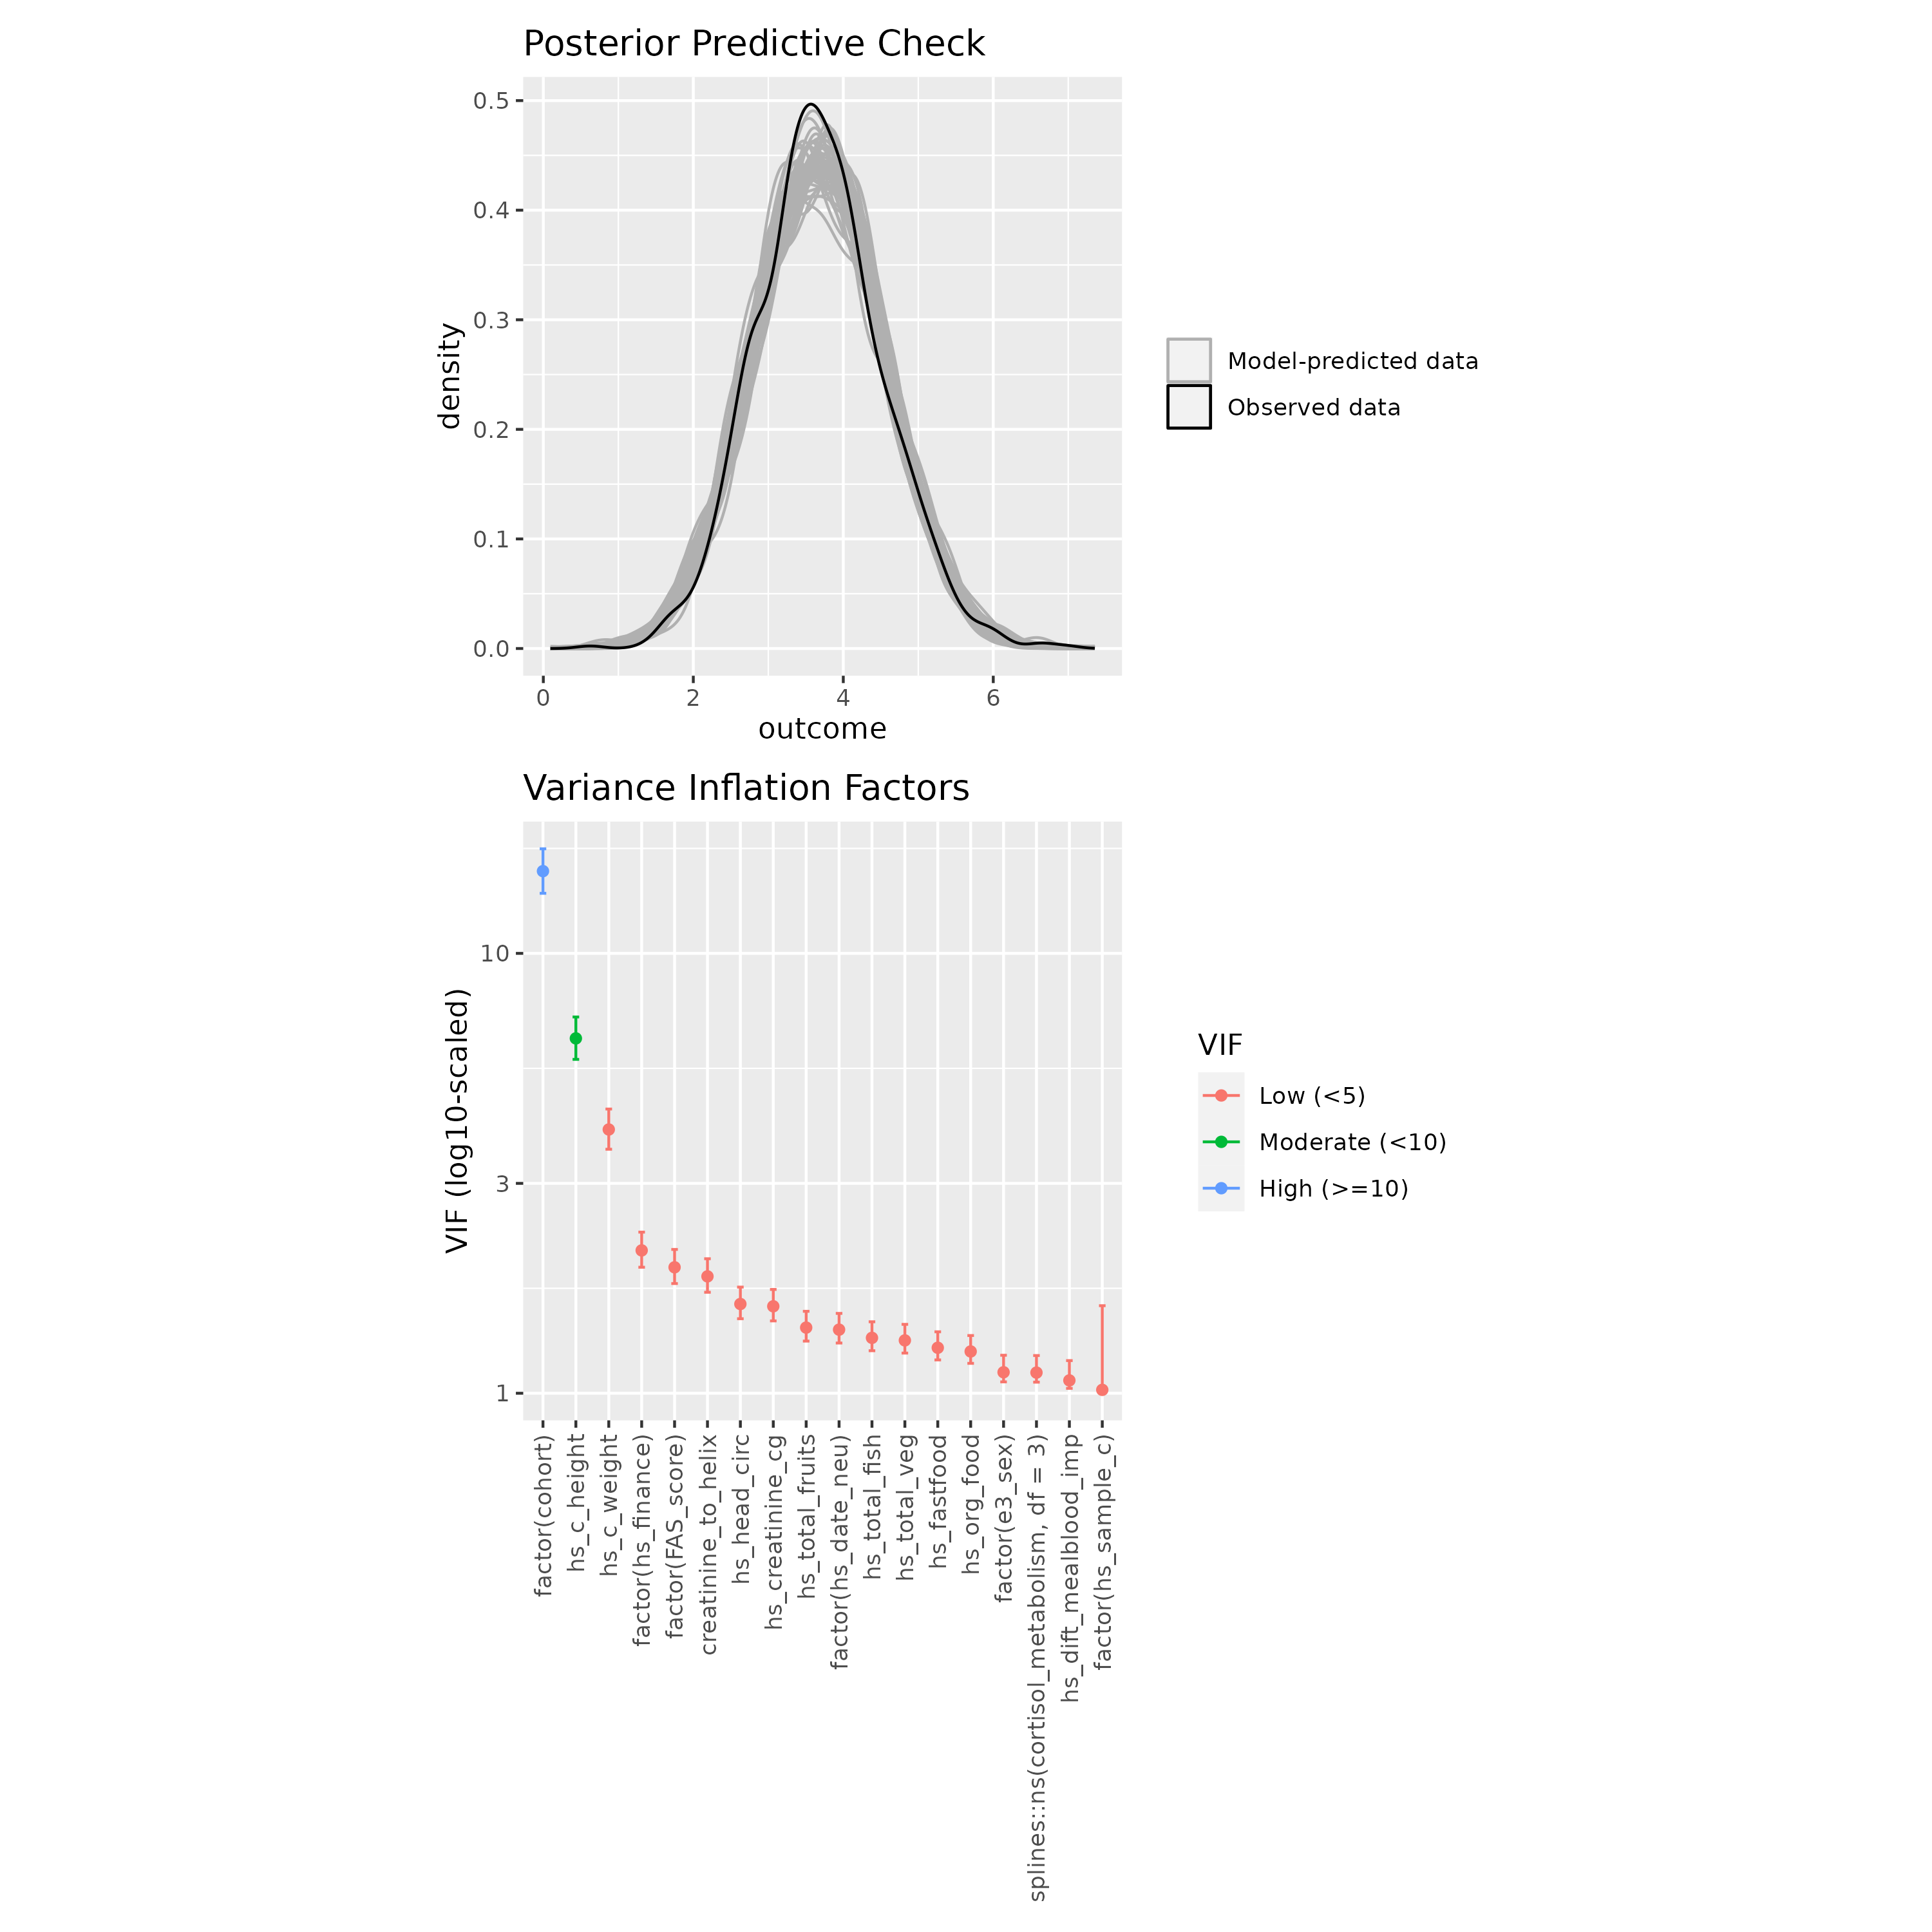 Posterior Predictive Check
density
0.5
0.4
0.3
0.2
0.1
0.0
0
2
4
6
outcome
Model-predicted data
Observed data
Variance Inflation Factors
VIF (log10-scaled)
10
3
1
factor(cohort)
hs_c_height
hs_c_weight
factor(hs_finance)
factor(FAS_score)
creatinine_to_helix
hs_head_circ
hs_creatinine_cg
hs_total_fruits
factor(hs_date_neu)
hs_total_fish
hs_total_veg
hs_fastfood
hs_org_food
factor(e3_sex)
splines::ns(cortisol_metabolism, df = 3)
hs_dift_mealblood_imp
factor(hs_sample_c)
VIF
Low (<5)
Moderate (<10)
High (>=10)